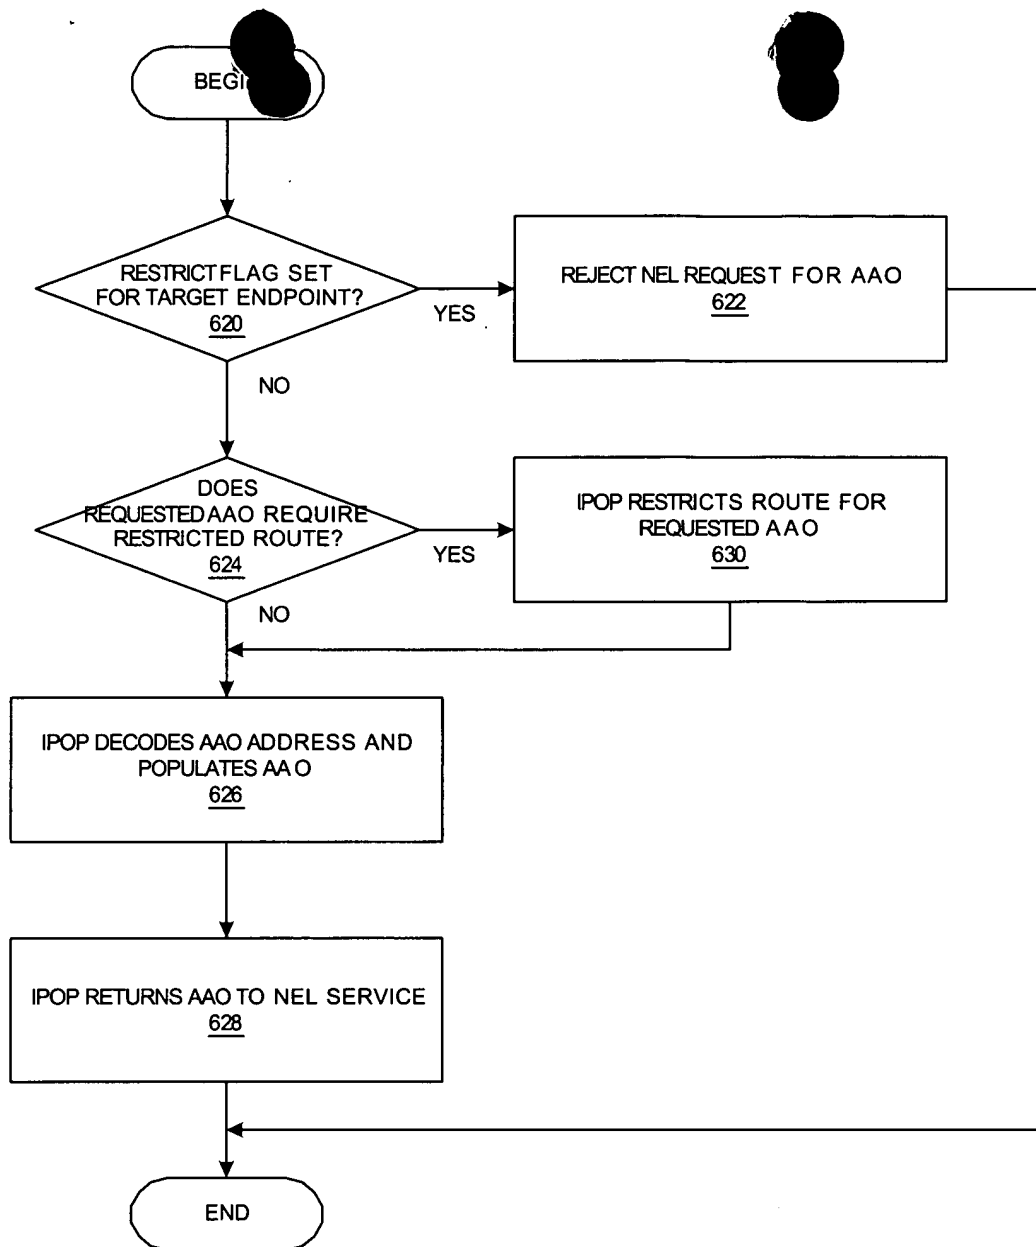 BEGI
RESTRICT FLAG SET
FOR TARGET ENDPOINT?
620
YES
REJECT NEL REQUEST FOR AAO
622
NO
DOES
REQUESTED AAO REQUIRE
RESTRICTED ROUTE?
624
YES
IPOP RESTRICTS ROUTE FOR
REQUESTED AAO
630
NO
IPOP DECODES AAO ADDRESS AND
POPULATES AAO
626
IPOP RETURNS AAO TO NEL SERVICE
628
END